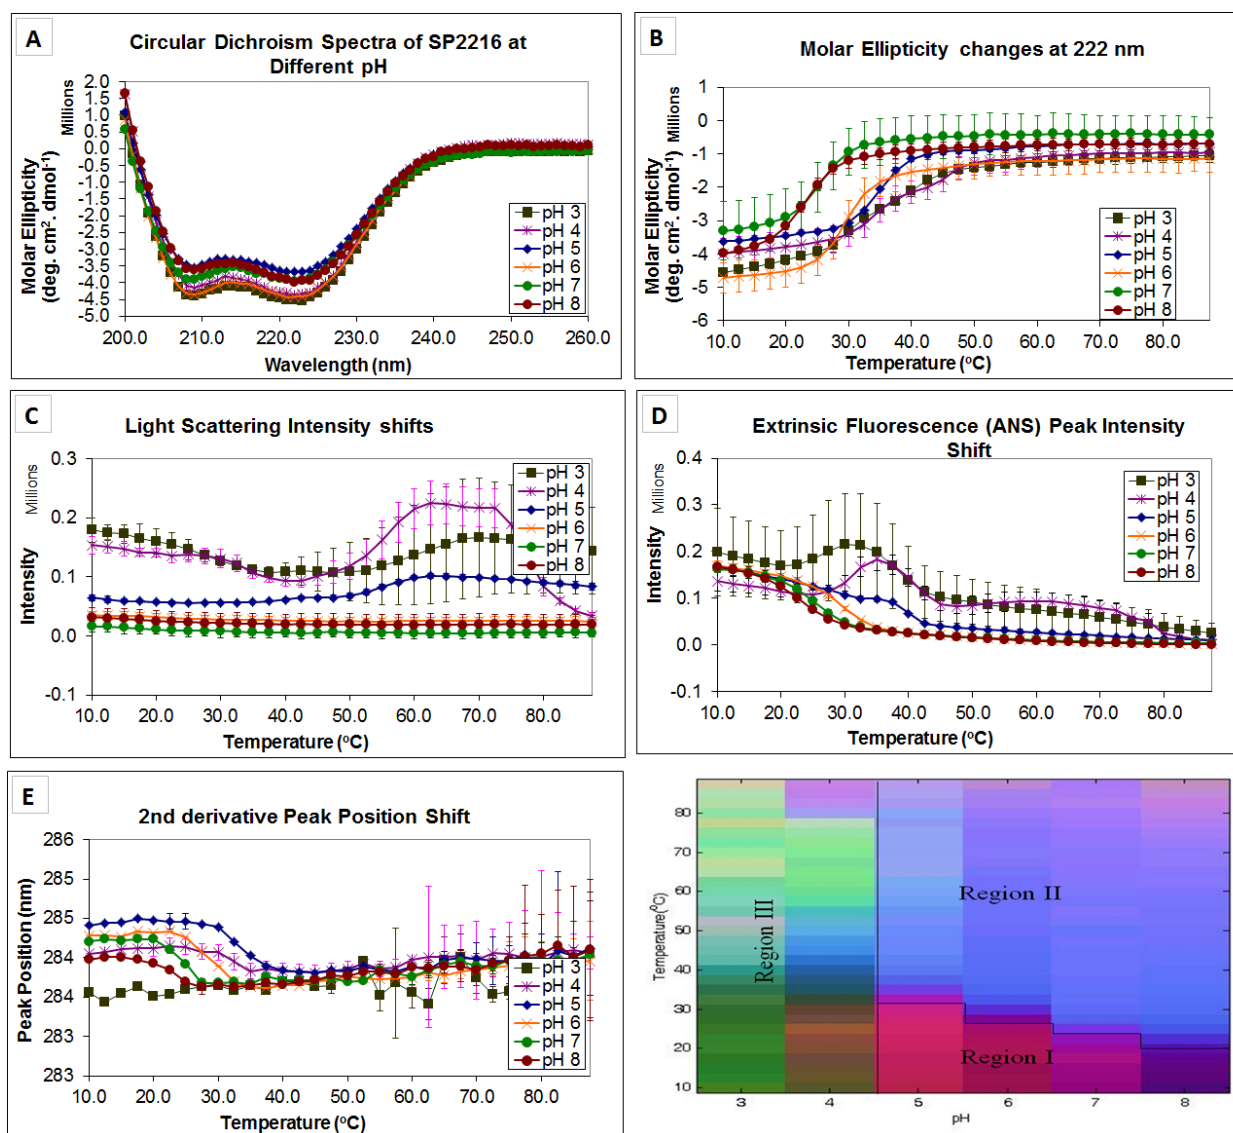 A
Circular Dichroism Spectra of SP2216 at
Different pH
Millions
2.0
1.5
1.0
0.5
0.0
-0.5
-1.0
-1.5
-2.0
-2.5
-3.0
-3.5
-4.0
-4.5
-5.0
Molar Ellipticity
(deg. cm2. dmol-1)
pH 3
pH 4
pH 5
pH 6
pH 7
pH 8
200.0 210.0 220.0 230.0 240.0 250.0 260.0
Wavelength (nm)
B
Molar Ellipticity changes at 222 nm
Millions
1
0
-1
-2
-3
-4
-5
-6
Molar Ellipticity
(deg. cm2. dmol-1)
pH 3
pH 4
pH 5
pH 6
pH 7
pH 8
10.0 20.0 30.0 40.0 50.0 60.0 70.0 80.0
Temperature (oC)
C
Light Scattering Intensity shifts
Millions
0.3
0.2
0.1
0.0
-0.1
Intensity
pH 3
pH 4
pH 5
pH 6
pH 7
pH 8
10.0 20.0 30.0 40.0 50.0 60.0 70.0 80.0
Temperature (oC)
D
Extrinsic Fluorescence (ANS) Peak Intensity
Shift
Millions
0.4
0.3
0.2
0.1
0.0
-0.1
Intensity
pH 3
pH 4
pH 5
pH 6
pH 7
pH 8
10.0 20.0 30.0 40.0 50.0 60.0 70.0 80.0
Temperature (oC)
E
2nd derivative Peak Position Shift
286
285
285
284
284
283
283
Peak Position (nm)
pH 3
pH 4
pH 5
pH 6
pH 7
pH 8
10.0 20.0 30.0 40.0 50.0 60.0 70.0 80.0
Temperature (oC)
80
70
60
50
40
30
20
10
Temperature(0C)
Region III
Region II
Region I
3 4 5 6 7 8
pH